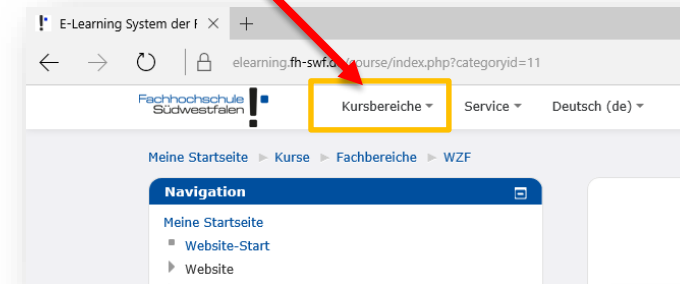 E-Learning System der F
elearning.fh-swf.de/course/index.php?categoryid=11
Fachhochschule
Südwestfalen
Kursbereiche
Service
Deutsch (de)
Meine Startseite
Kurse
Fachbereiche
WZF
Navigation
Meine Startseite
Website-Start
Website